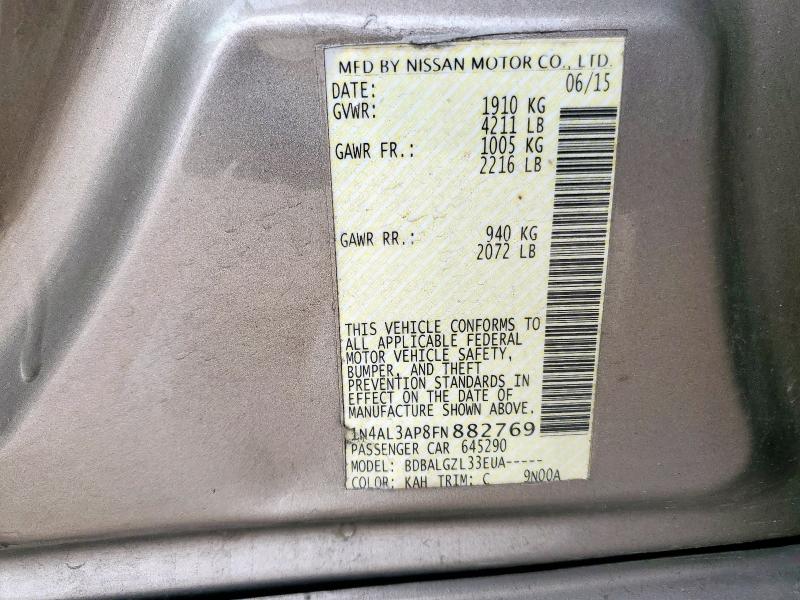 MFD BY NISSAN MOTOR CO., LTD.
DATE: 06/15
GVWR: 1910 KG
4211 LB
GAWR FR.: 1005 KG
2216 LB
GAWR RR.: 940 KG
2072 LB
THIS VEHICLE CONFORMS TO
ALL APPLICABLE FEDERAL
MOTOR VEHICLE SAFETY,
BUMPER, AND THEFT
PREVENTION STANDARDS IN
EFFECT ON THE DATE OF
MANUFACTURE SHOWN ABOVE.
1N4AL3AP8FN882769
PASSENGER CAR 645290
MODEL: BDBALGZL33EUA-----
COLOR: KAH TRIM: C 9N00A